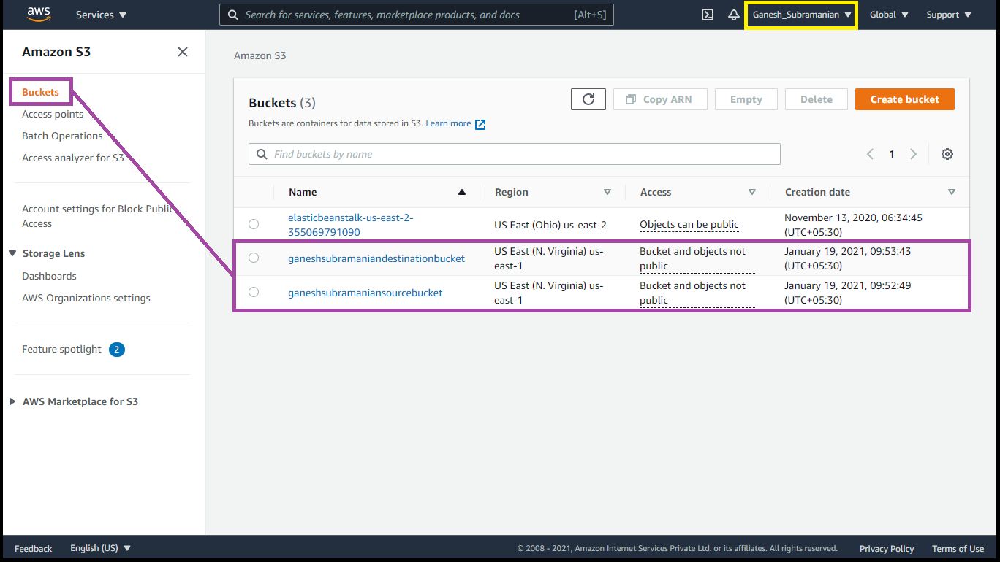 aws
Services
Search for services, features, marketplace products, and docs [Alt+S]
Ganesh_Subramanian
Global
Support
Amazon S3
Buckets
Access points
Batch Operations
Access analyzer for S3
Account settings for Block Public
Access
Storage Lens
Dashboards
AWS Organizations settings
Feature spotlight 2
AWS Marketplace for S3
Amazon S3
Buckets (3)
Copy ARN
Empty
Delete
Create bucket
Buckets are containers for data stored in S3. Learn more
Find buckets by name
1
Name Region Access Creation date
elasticbeanstalk-us-east-2-
355069791090
US East (Ohio) us-east-2
Objects can be public
November 13, 2020, 06:34:45
(UTC+05:30)
ganeshsubramaniandestinationbucket
US East (N. Virginia) us-
east-1
Bucket and objects not
public
January 19, 2021, 09:53:43
(UTC+05:30)
ganeshsubramaniansourcebucket
US East (N. Virginia) us-
east-1
Bucket and objects not
public
January 19, 2021, 09:52:49
(UTC+05:30)
Feedback
English (US)
© 2008 - 2021, Amazon Internet Services Private Ltd. or its affiliates. All rights reserved.
Privacy Policy
Terms of Use